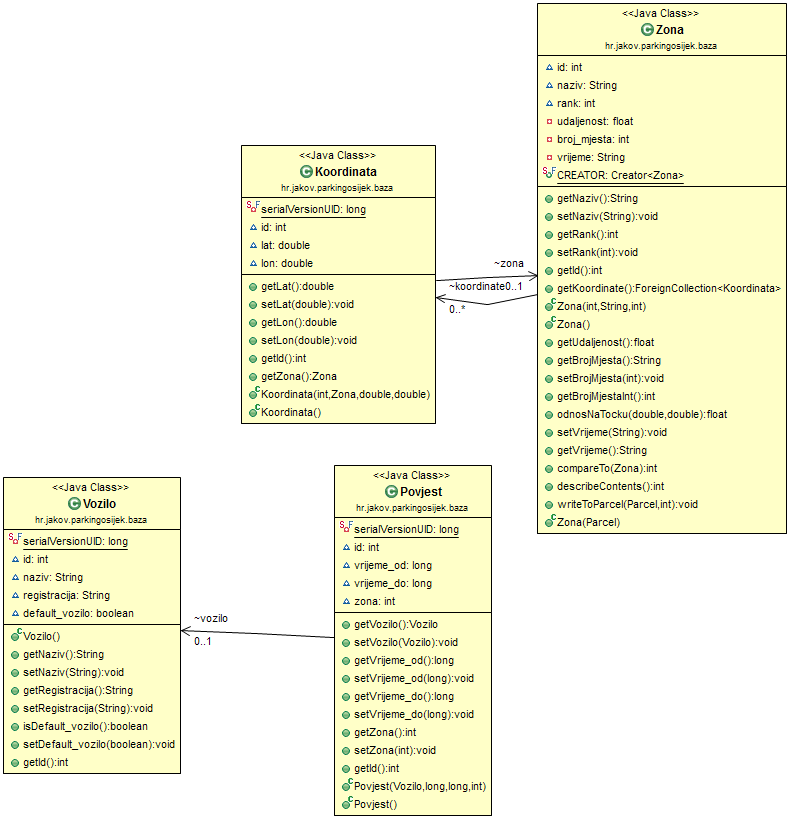 <<Java Class>>
Zona
hr.jakov.parkingosijek.baza
id: int
naziv: String
rank: int
udaljenost: float
broj_mjesta: int
vrijeme: String
S F CREATOR: Creator<Zona>
getNaziv():String
setNaziv(String):void
getRank():int
setRank(int):void
getId():int
getKoordinate():ForeignCollection<Koordinata>
C Zona(int,String,int)
C Zona()
getUdaljenost():float
getBrojMjesta():String
setBrojMjesta(int):void
getBrojMjestaInt():int
odnosNaTocku(double,double):float
setVrijeme(String):void
getVrijeme():String
compareTo(Zona):int
describeContents():int
writeToParcel(Parcel,int):void
C Zona(Parcel)
<<Java Class>>
Koordinata
hr.jakov.parkingosijek.baza
S F serialVersionUID: long
id: int
lat: double
lon: double
getLat():double
setLat(double):void
getLon():double
setLon(double):void
getId():int
getZona():Zona
C Koordinata(int,Zona,double,double)
C Koordinata()
~zona
~koordinate0..1
0..*
<<Java Class>>
Vozilo
hr.jakov.parkingosijek.baza
S F serialVersionUID: long
id: int
naziv: String
registracija: String
default_vozilo: boolean
C Vozilo()
getNaziv():String
setNaziv(String):void
getRegistracija():String
setRegistracija(String):void
isDefault_vozilo():boolean
setDefault_vozilo(boolean):void
getId():int
~vozilo
0..1
<<Java Class>>
Povjest
hr.jakov.parkingosijek.baza
S F serialVersionUID: long
id: int
vrijeme_od: long
vrijeme_do: long
zona: int
getVozilo():Vozilo
setVozilo(Vozilo):void
getVrijeme_od():long
setVrijeme_od(long):void
getVrijeme_do():long
setVrijeme_do(long):void
getZona():int
setZona(int):void
getId():int
C Povjest(Vozilo,long,long,int)
C Povjest()